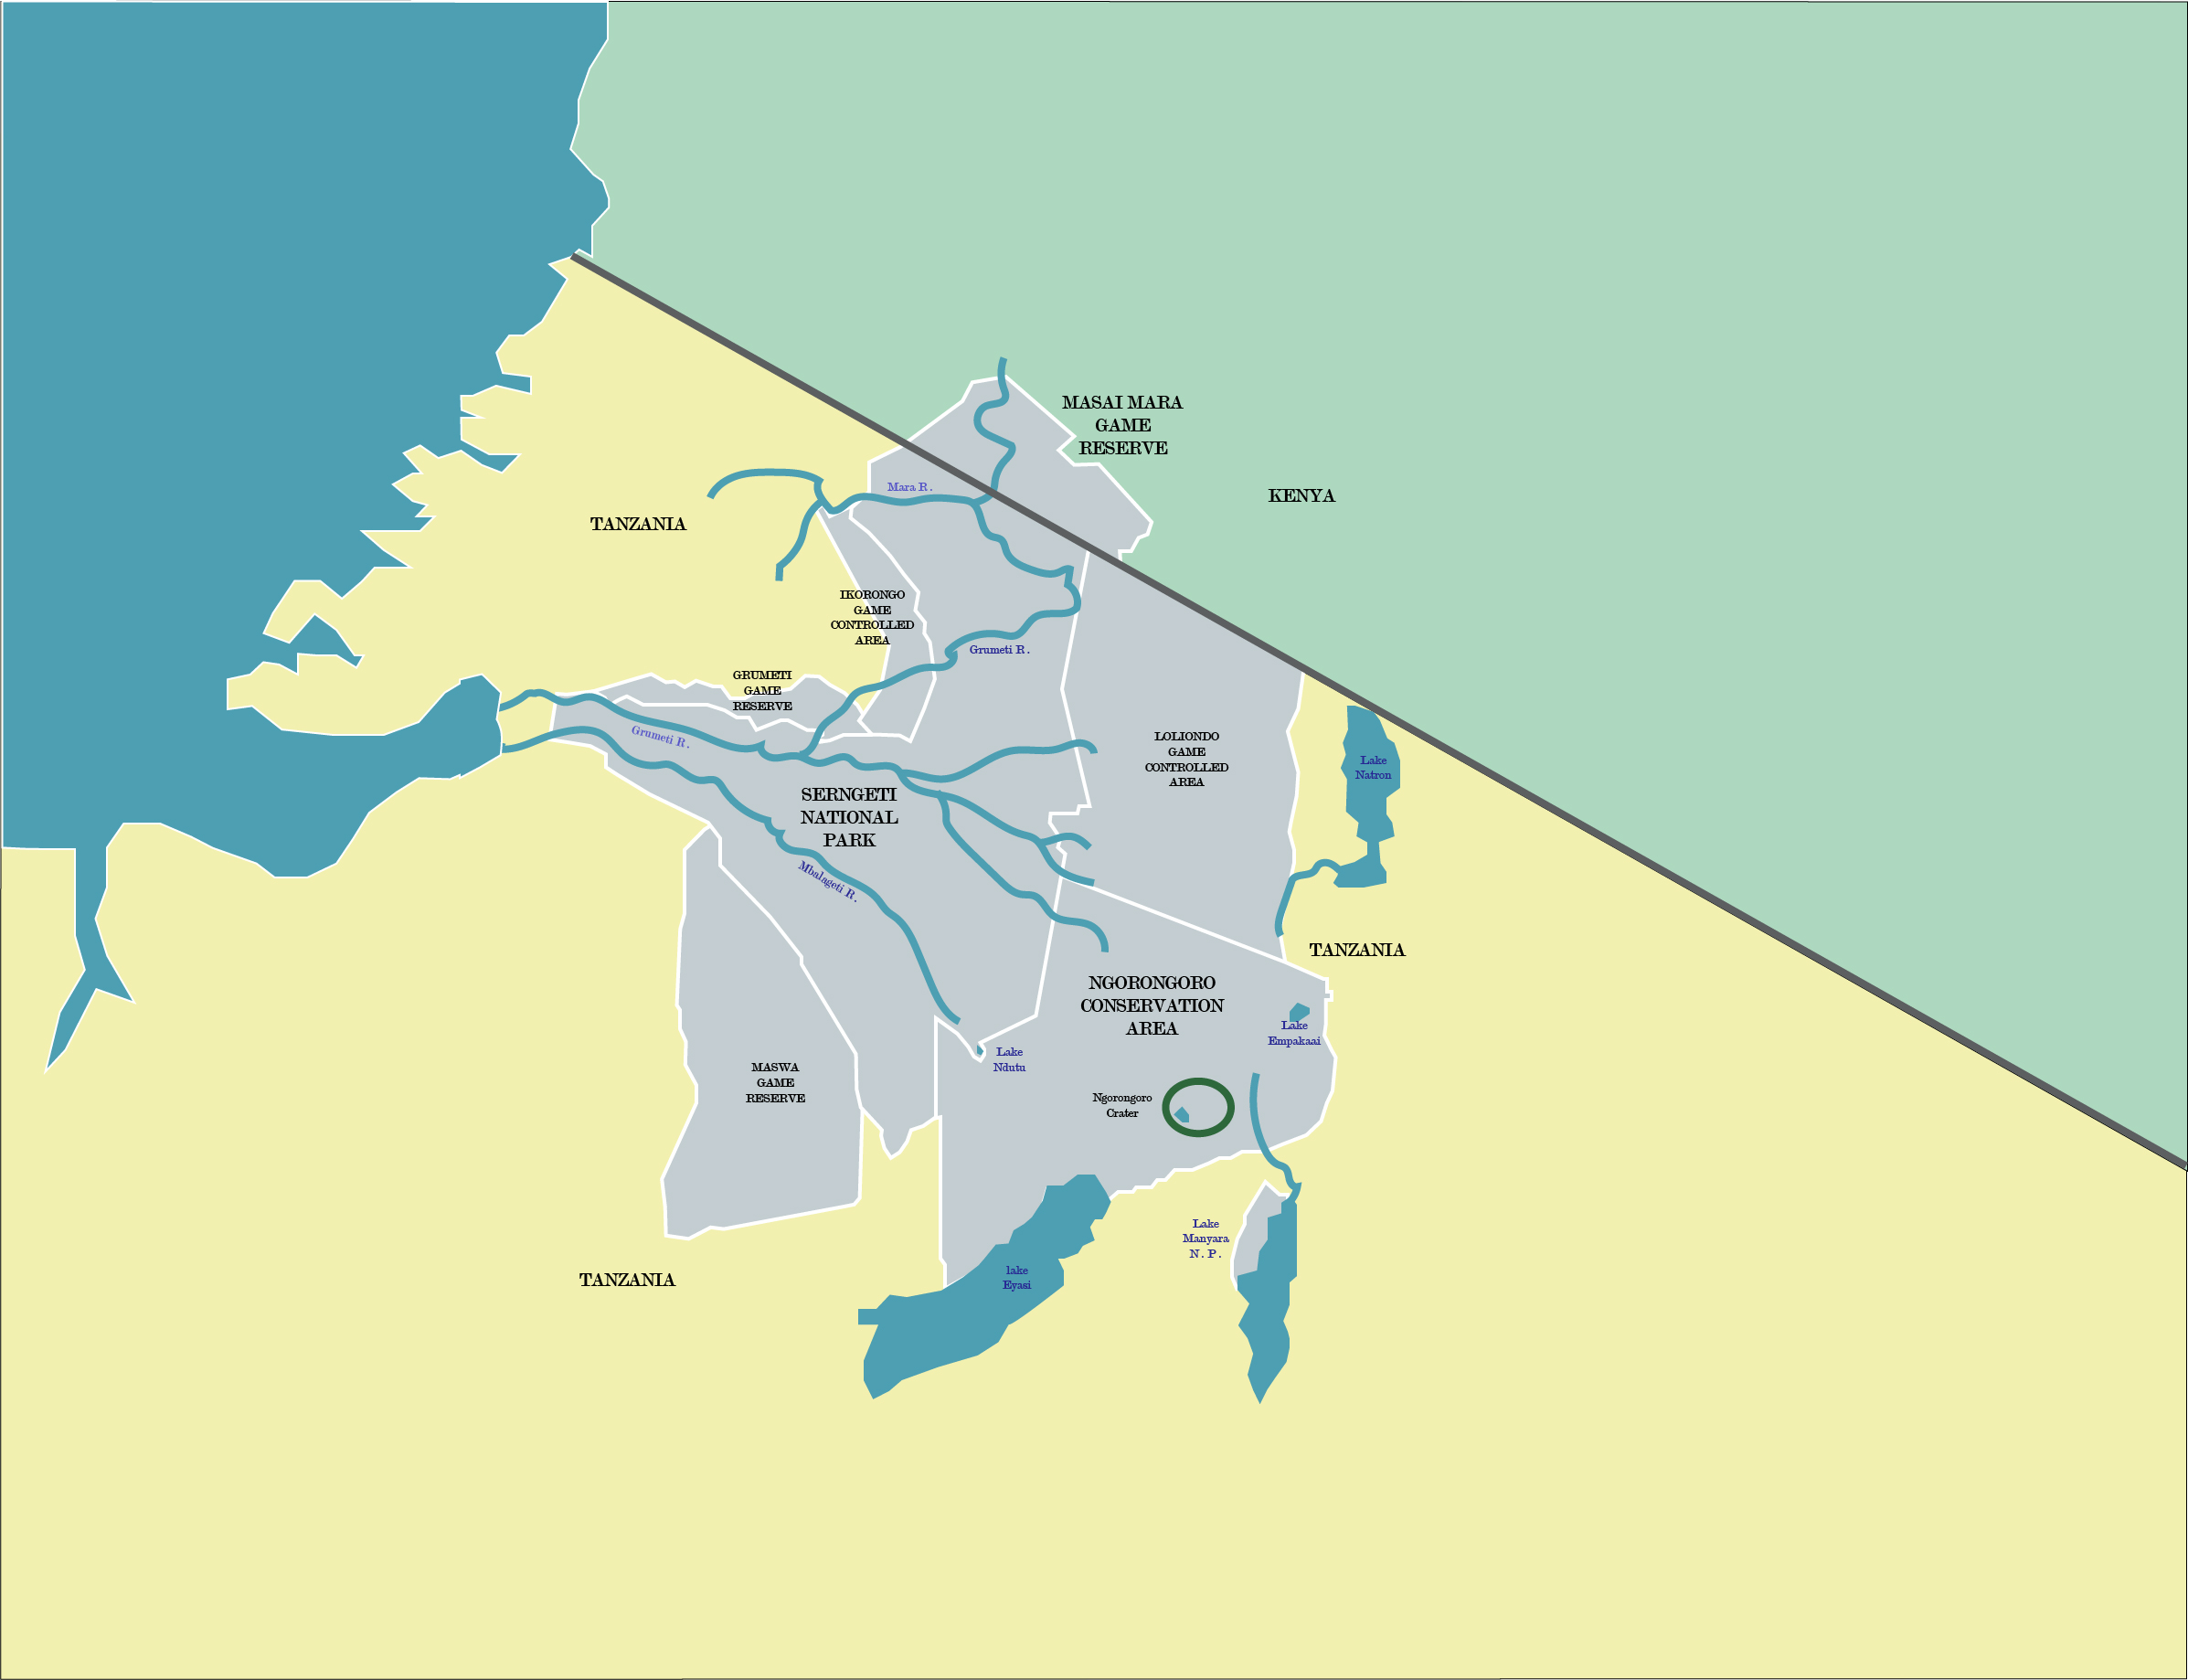 MASAI MARA
GAME
RESERVE
KENYA
Mara R.
TANZANIA
IKORONGO
GAME
CONTROLLED
AREA
Grumeti R.
GRUMETI
GAME
RESERVE
Grumeti R.
LOLIONDO
GAME
CONTROLLED
AREA
Lake
Natron
SERNGETI
NATIONAL
PARK
Mbalageti R.
TANZANIA
NGORONGORO
CONSERVATION
AREA
Lake
Empakaai
Lake
Ndutu
MASWA
GAME
RESERVE
Ngorongoro
Crater
Lake
Manyara
N. P.
lake
Eyasi
TANZANIA